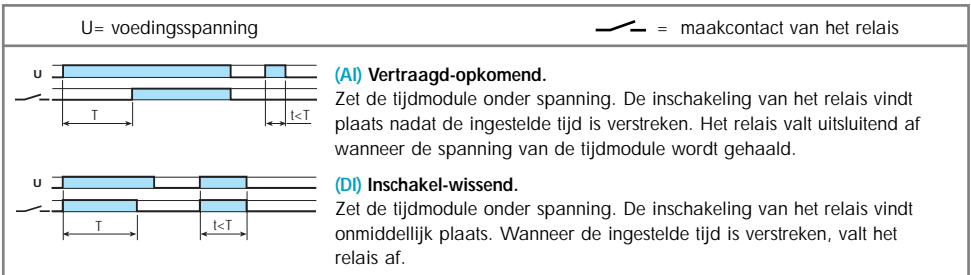 U= voedingsspanning
= maakcontact van het relais
U
T
t<T
(AI) Vertraagd-opkomend.
Zet de tijdmodule onder spanning. De inschakeling van het relais vindt
plaats nadat de ingestelde tijd is verstreken. Het relais valt uitsluitend af
wanneer de spanning van de tijdmodule wordt gehaald.
U
T
t<T
(DI) Inschakel-wissend.
Zet de tijdmodule onder spanning. De inschakeling van het relais vindt
onmiddellijk plaats. Wanneer de ingestelde tijd is verstreken, valt het
relais af.